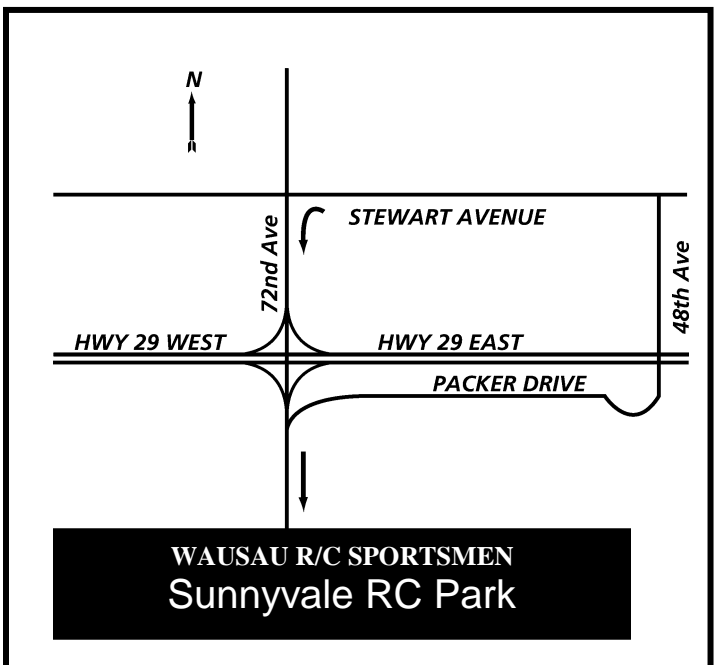 N
STEWART AVENUE
72nd Ave
48th Ave
HWY 29 WEST
HWY 29 EAST
PACKER DRIVE
WAUSAU R/C SPORTSMEN
Sunnyvale RC Park